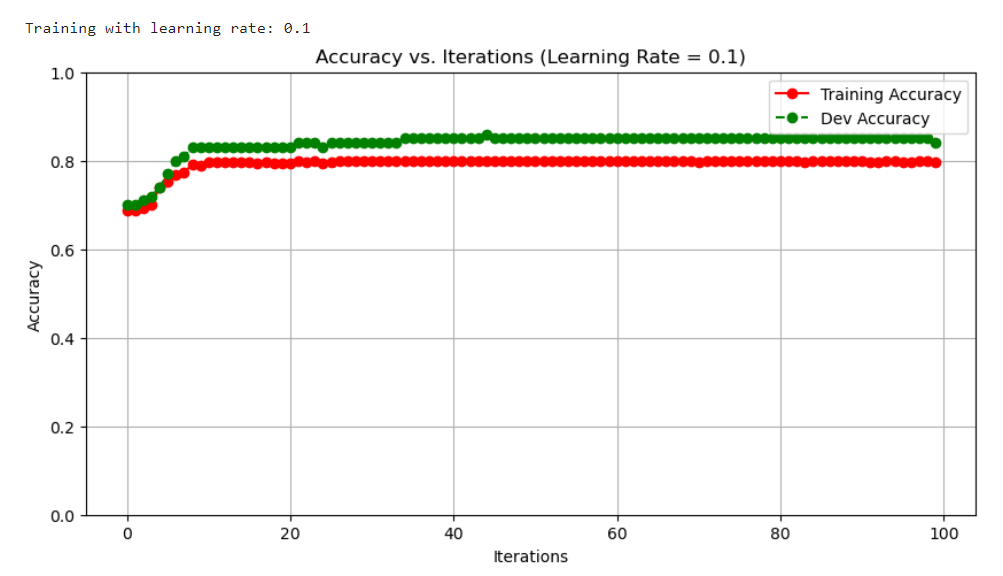 Training with learning rate: 0.1
Accuracy vs. Iterations (Learning Rate = 0.1)
Training Accuracy
Dev Accuracy
1.0
0.8
0.6
0.4
0.2
0.0
Accuracy
0 20 40 60 80 100
Iterations